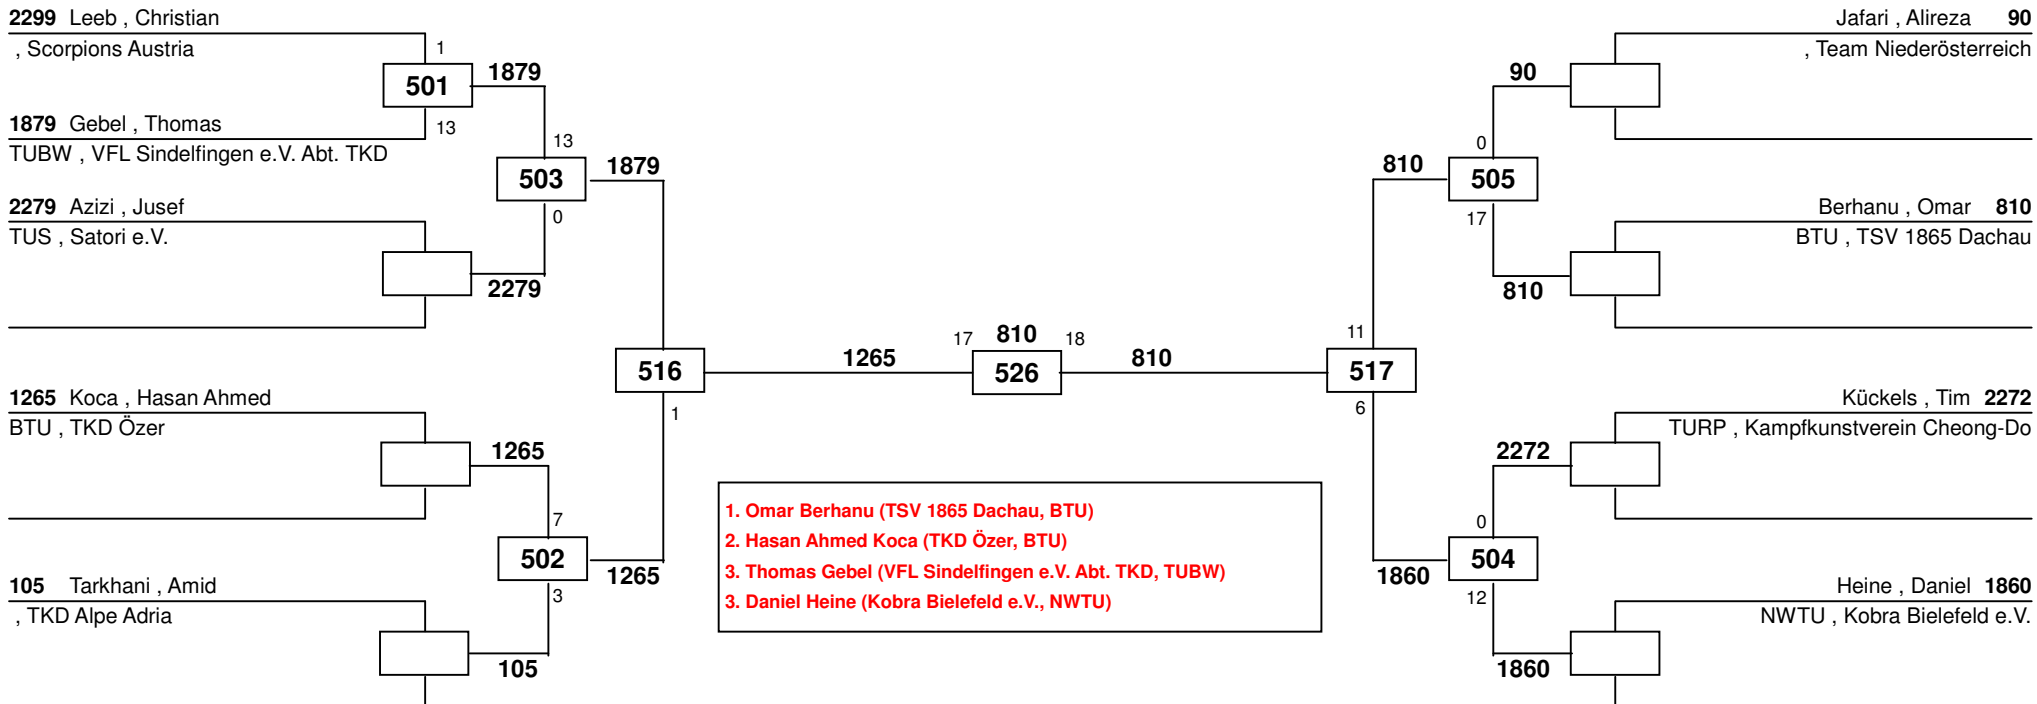 2299 Leeb , Christian
, Scorpions Austria
1
501
1879
1879 Gebel , Thomas
13
TUBW , VFL Sindelfingen e.V. Abt. TKD
13
503
1879
0
2279 Azizi , Jusef
TUS , Satori e.V.
2279
516
1265
1
1265 Koca , Hasan Ahmed
BTU , TKD Özer
1265
7
502
1265
3
105 Tarkhani , Amid
, TKD Alpe Adria
105
17 810 18
526
810
1. Omar Berhanu (TSV 1865 Dachau, BTU)
2. Hasan Ahmed Koca (TKD Özer, BTU)
3. Thomas Gebel (VFL Sindelfingen e.V. Abt. TKD, TUBW)
3. Daniel Heine (Kobra Bielefeld e.V., NWTU)
Jafari , Alireza 90
, Team Niederösterreich
90
0
810
505
17
Berhanu , Omar 810
BTU , TSV 1865 Dachau
810
11
517
6
Kückels , Tim 2272
TURP , Kampfkunstverein Cheong-Do
2272
0
504
1860
12
Heine , Daniel 1860
NWTU , Kobra Bielefeld e.V.
1860